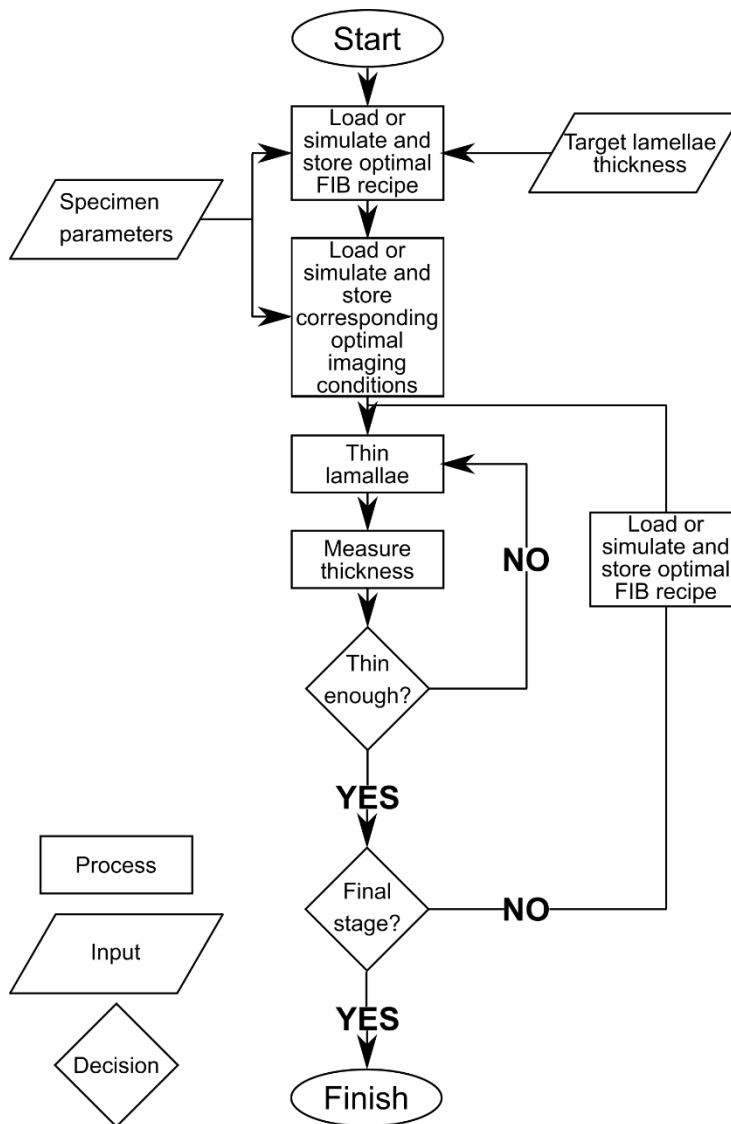 Start
Load or
simulate and
store optimal
FIB recipe
Target lamellae
thickness
Specimen
parameters
Load or
simulate and
store
corresponding
optimal
imaging
conditions
Thin
lamallae
Measure
thickness
NO
Load or
simulate and
store optimal
FIB recipe
Thin
enough?
YES
Final
stage?
NO
YES
Finish
Process
Input
Decision